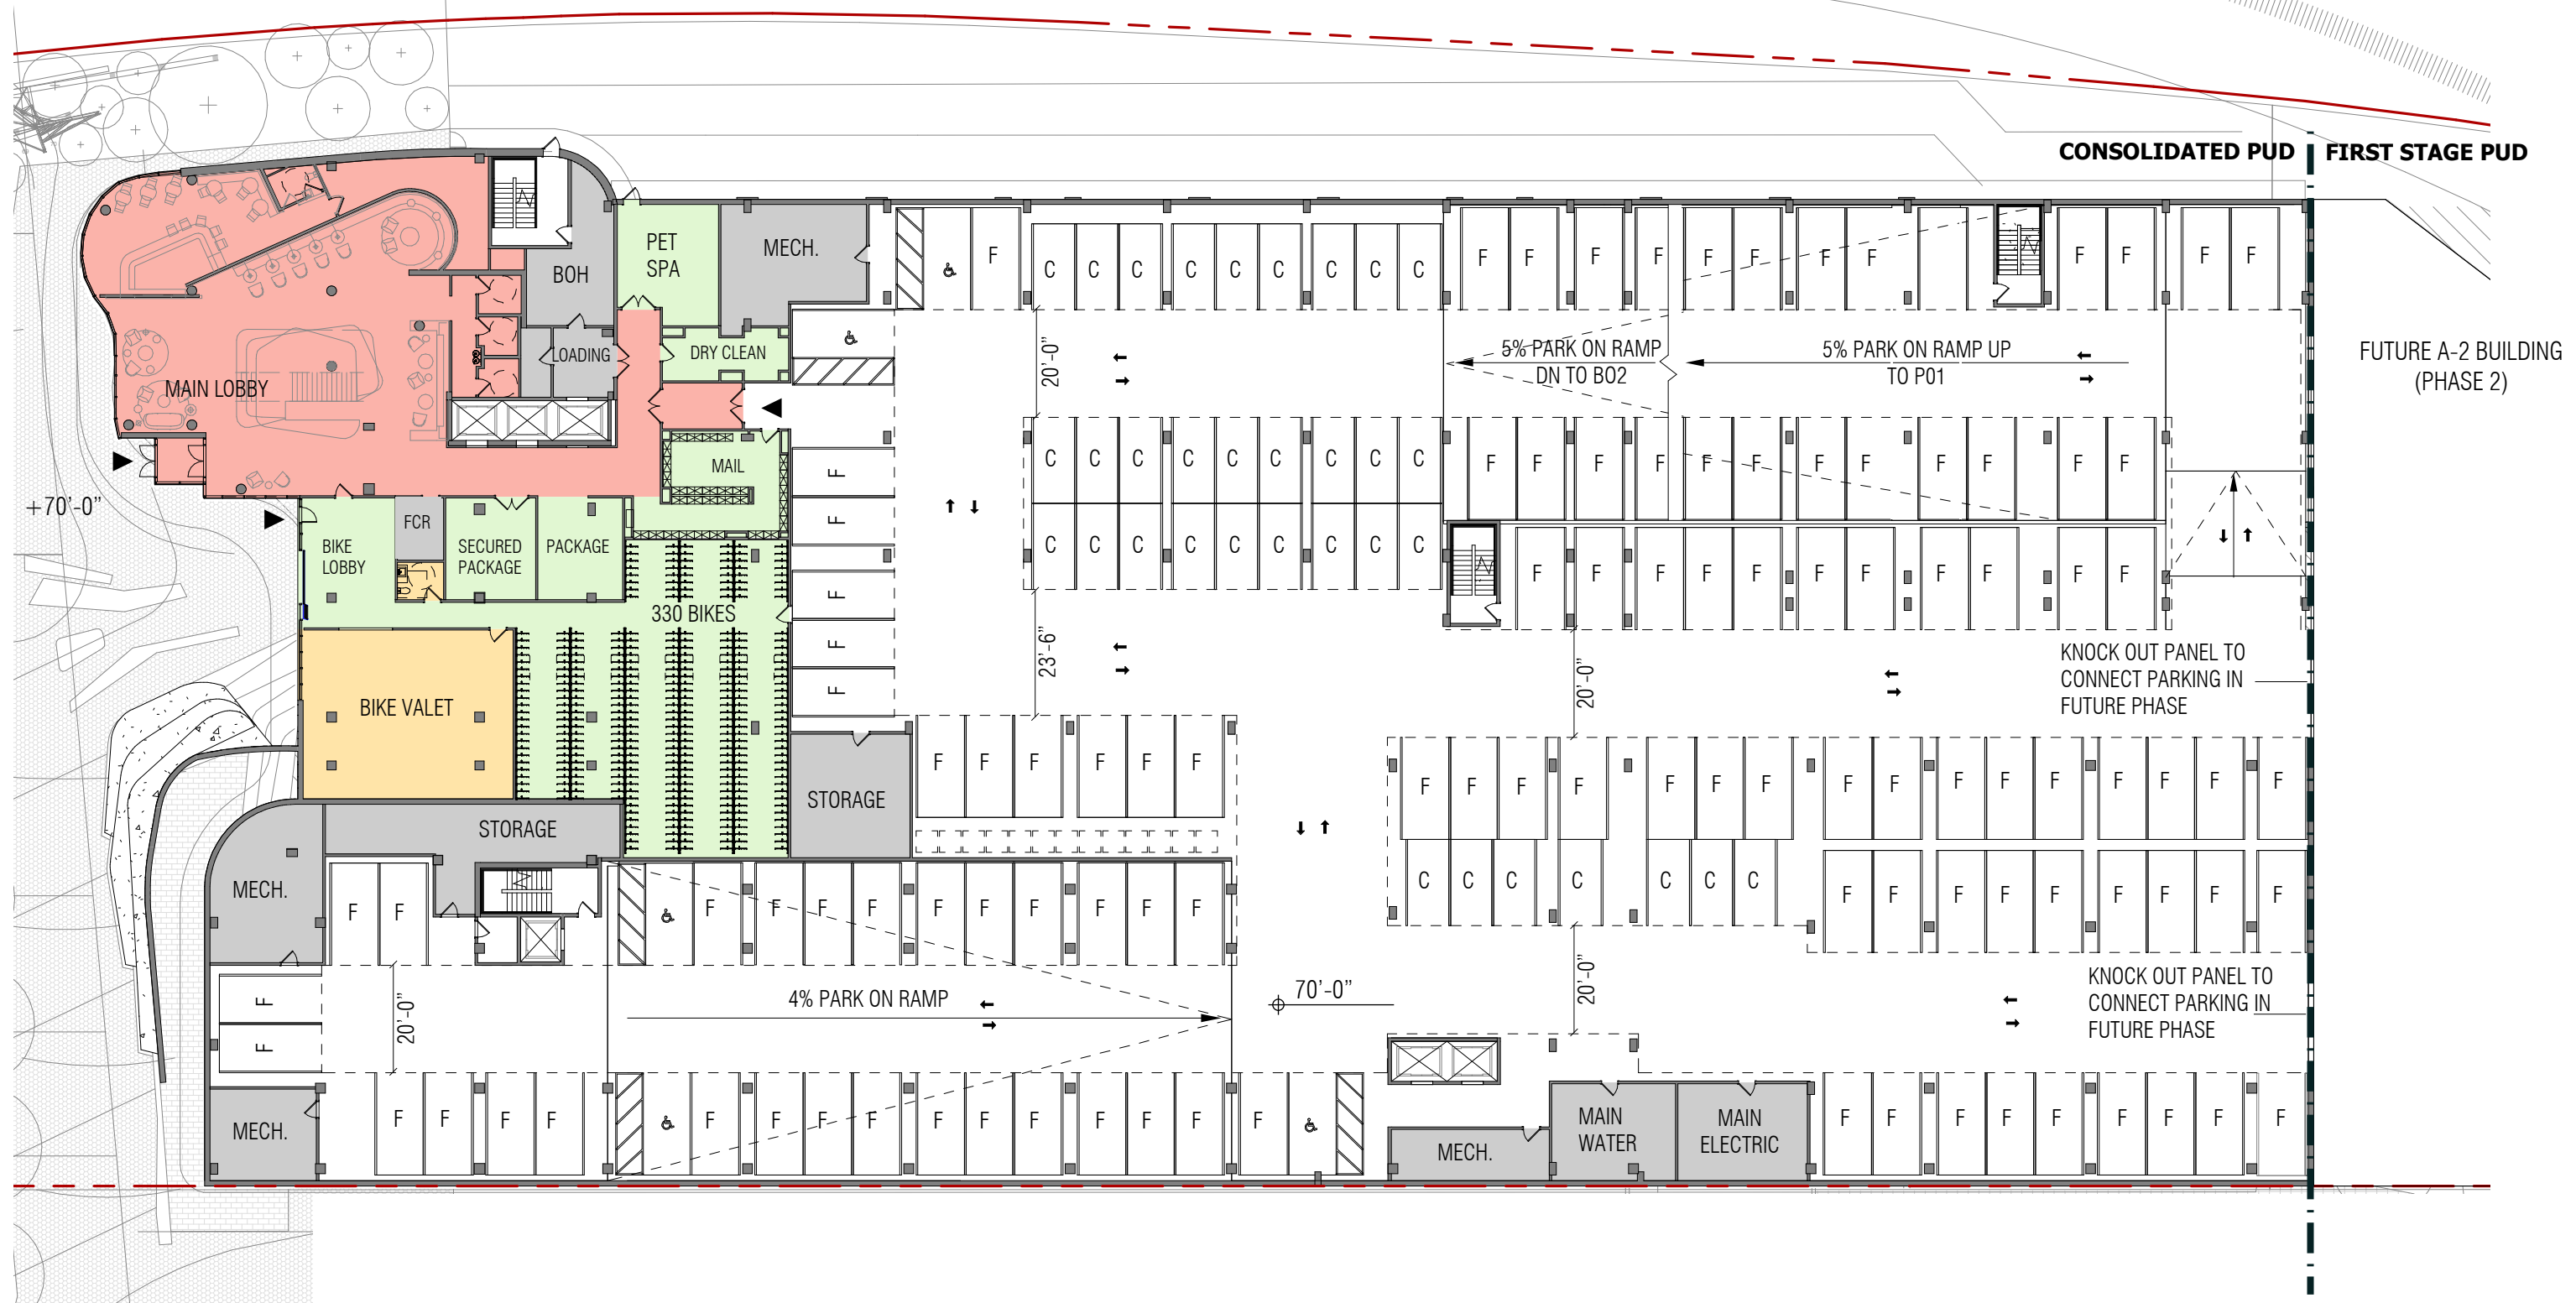 CONSOLIDATED PUD
FIRST STAGE PUD
PET
SPA
MECH.
BOH
F
C C C C C C C C C
F F F F F F F F
F F F F
LOADING
DRY CLEAN
20'-0"
5% PARK ON RAMP
DN TO B02
5% PARK ON RAMP UP
TO P01
FUTURE A-2 BUILDING
(PHASE 2)
MAIN LOBBY
MAIL
F
C C C C C C C C C C
F F F F F F F F F F
+70'-0"
FCR
F
BIKE
LOBBY
SECURED
PACKAGE
PACKAGE
C C C C C C C C C C
F F F F F F F F F F
F
330 BIKES
F
23'-6"
20'-0"
KNOCK OUT PANEL TO
CONNECT PARKING IN
FUTURE PHASE
F
BIKE VALET
F F F F F F
F F F F F F F
F F F F F F F F F
STORAGE
STORAGE
MECH.
C C C C C C C
F F F F F F F F F
F F
F F F F F F F F F F
20'-0"
4% PARK ON RAMP
70'-0"
20'-0"
KNOCK OUT PANEL TO
CONNECT PARKING IN
FUTURE PHASE
F
F
MECH.
F F F F
F F F F F F F F F F
F
MECH.
MAIN
WATER
MAIN
ELECTRIC
F F F F F F F F F